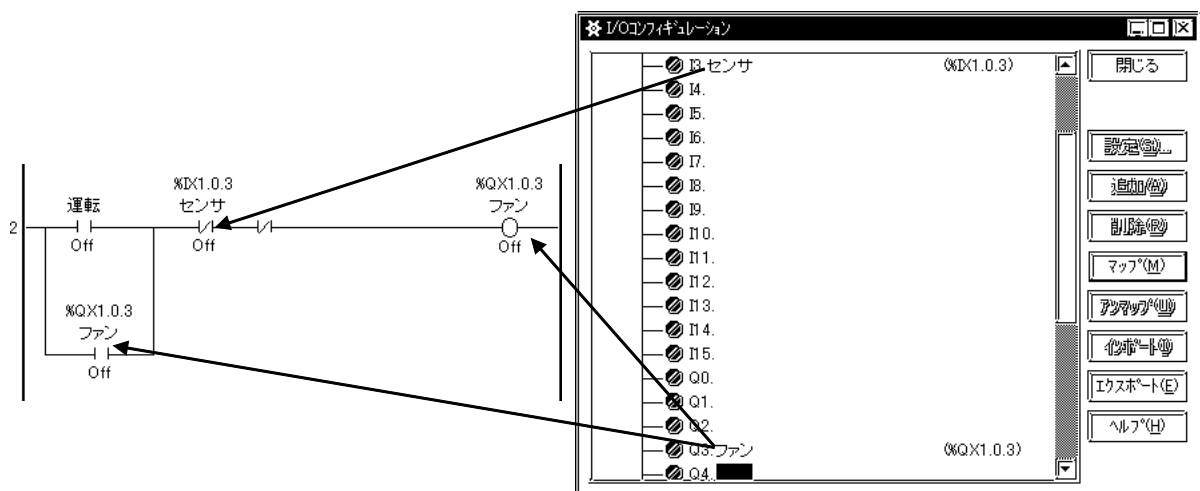 2
運転
Off
%IX1.0.3
センサ
Off
%QX1.0.3
ファン
Off
%QX1.0.3
ファン
Off
I/Oコンフィギュレーション
I3.センサ (%IX1.0.3)
I4.
I5.
I6.
I7.
I8.
I9.
I10.
I11.
I12.
I13.
I14.
I15.
Q0.
Q1.
Q2.
Q3.ファン (%QX1.0.3)
Q4.
閉じる
設定(S)...
追加(A)
削除(R)
マップ(M)
アンマップ(U)
インポート(I)
エクスポート(E)
ヘルプ(H)